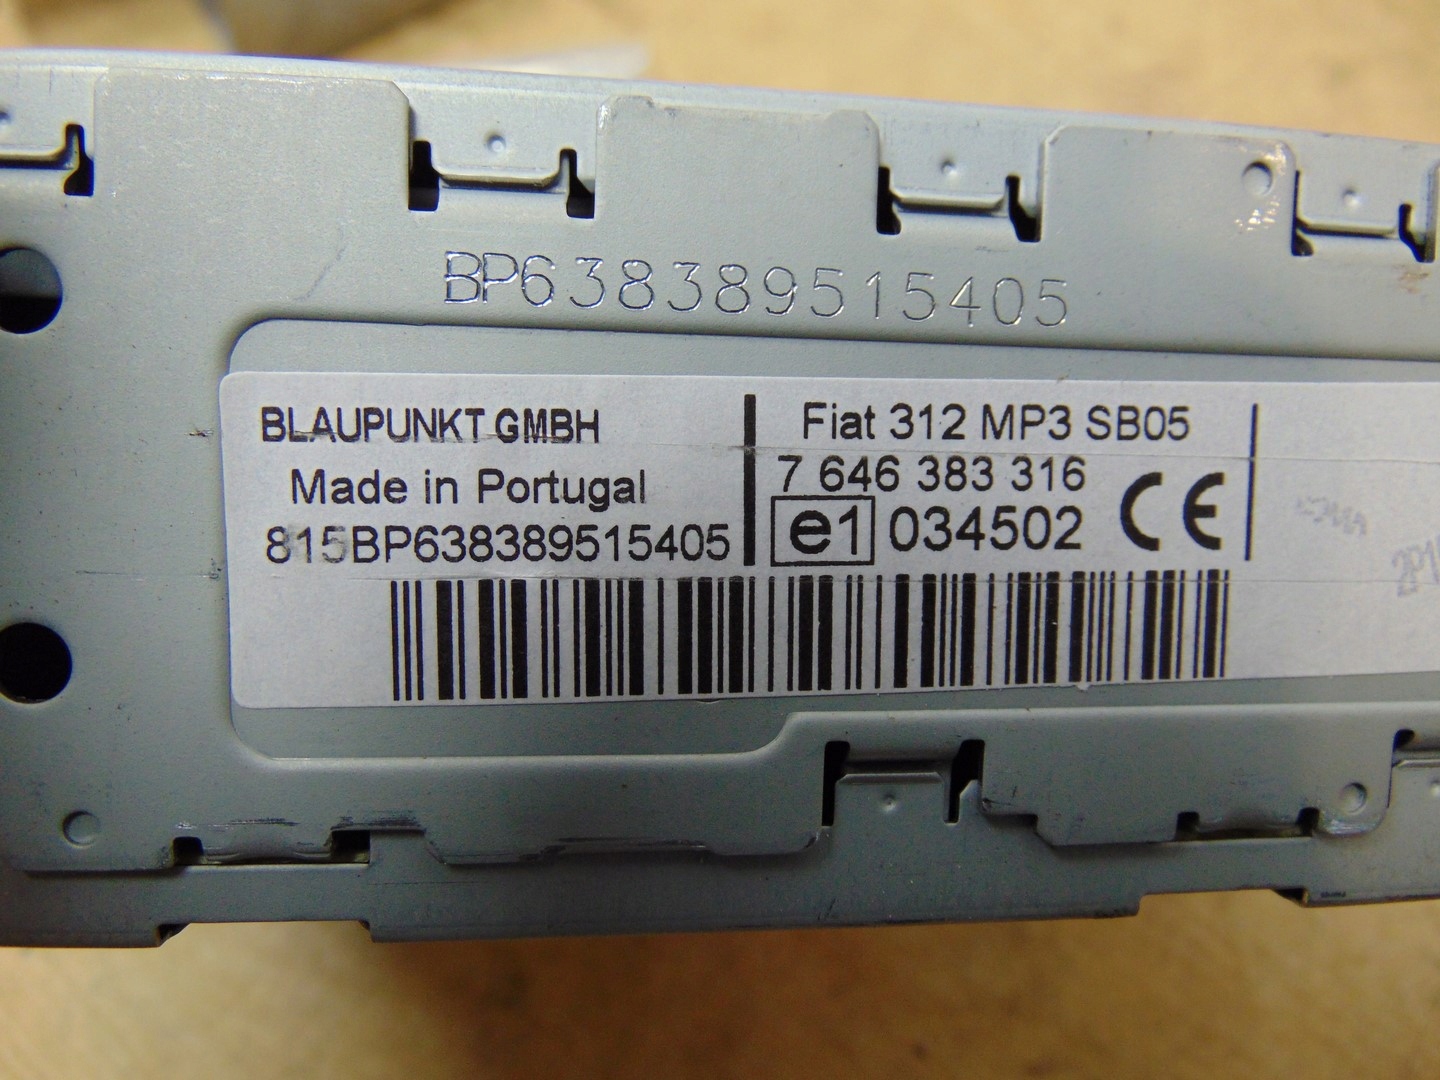 BP638389515405
BLAUPUNKT GMBH
Made in Portugal
815BP638389515405
Fiat 312 MP3 SB05
7 646 383 316
e1 034502 CE